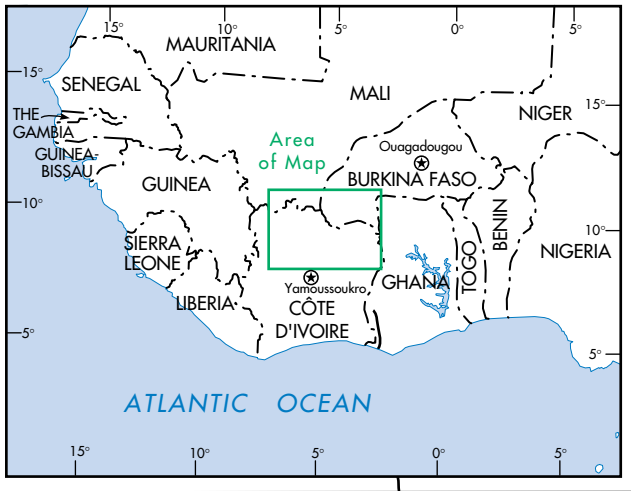 15°
10°
5°
0°
5°
MAURITANIA
15°
SENEGAL
MALI
15°
NIGER
THE
GAMBIA
Area
of Map
Ouagadougou
GUINEA-
BISSAU
GUINEA
BURKINA FASO
10°
10°
BENIN
SIERRA
LEONE
TOGO
NIGERIA
GHANA
Yamoussoukro
LIBERIA
CÔTE
D'IVOIRE
5°
5°
ATLANTIC OCEAN
15°
10°
5°
0°
5°